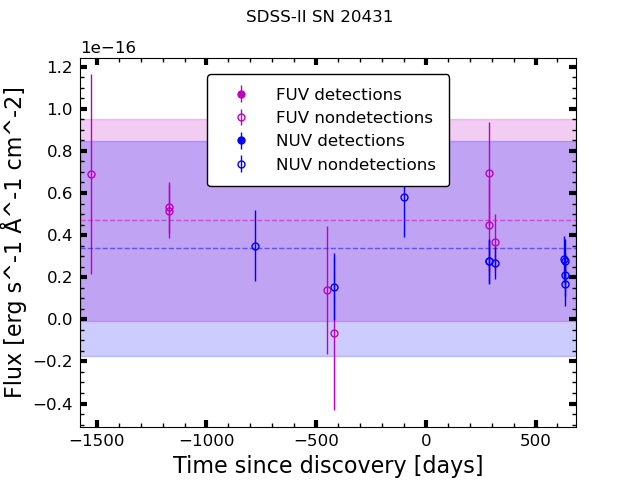 SDSS-II SN 20431
1e−16
FUV detections
FUV nondetections
NUV detections
NUV nondetections
1.2
1.0
0.8
0.6
0.4
0.2
0.0
−0.2
−0.4
Flux [erg s^-1 Å^-1 cm^-2]
−1500 −1000 −500 0 500
Time since discovery [days]